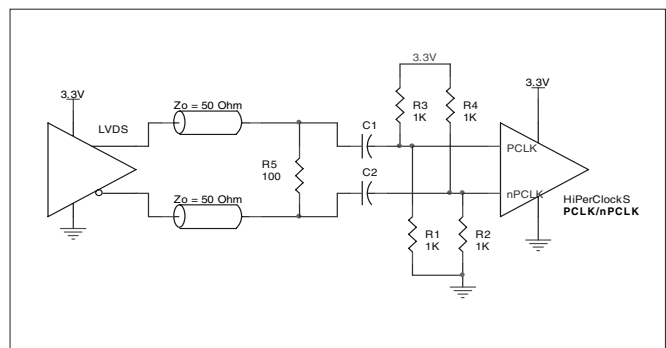 3.3V
3.3V
3.3V
Zo = 50 Ohm
LVDS
C1
R3
1K
R4
1K
PCLK
R5
100
C2
Zo = 50 Ohm
nPCLK
HiPerClockS
PCLK/nPCLK
R1
1K
R2
1K